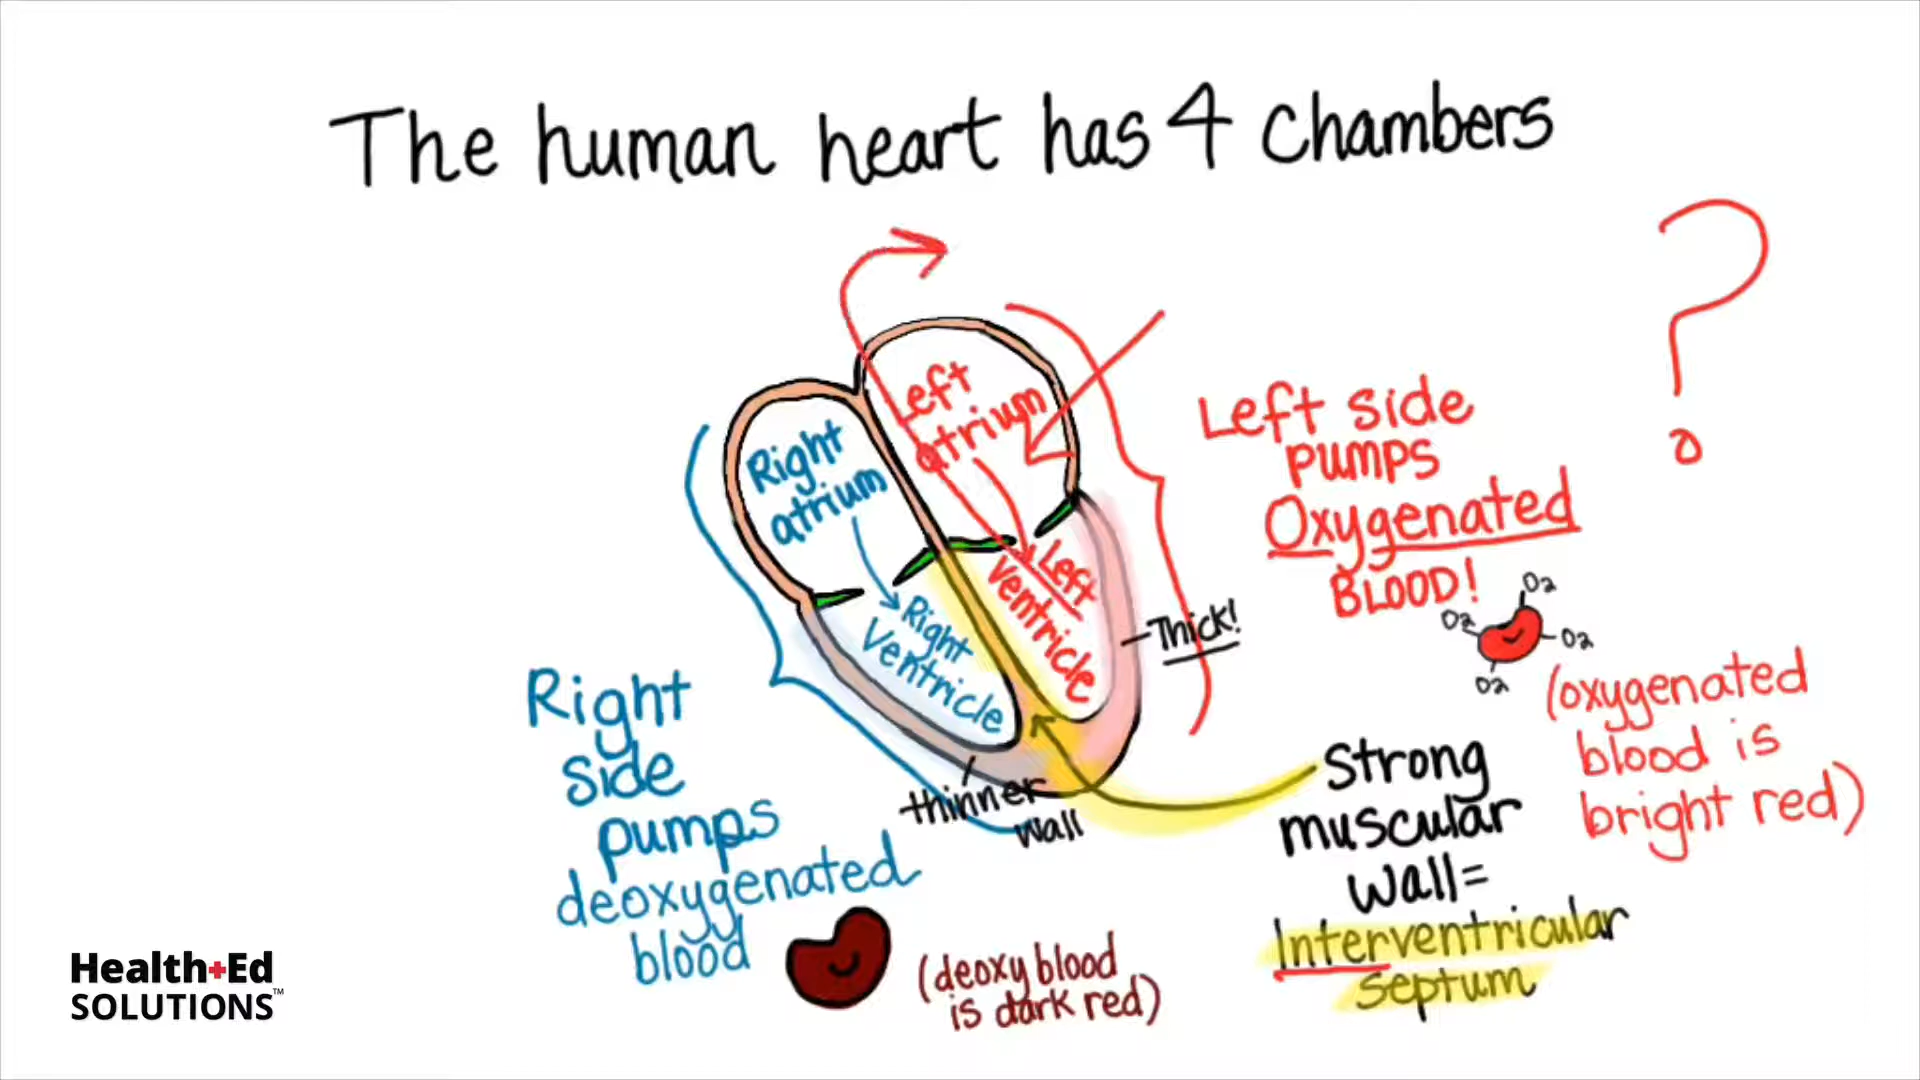 The human heart has 4 chambers
?
Left
atrium
Right
atrium
Left
ventricle
Right
Ventricle
Left side
pumps
Oxygenated
BLOOD!
O2
O2
O2
O2
(oxygenated
blood is
bright red)
-Thick!
thinner
wall
Right
side
pumps
deoxygenated
blood
(deoxy blood
is dark red)
Strong
muscular
wall=
Interventricular
septum
Health+Ed
SOLUTIONS™